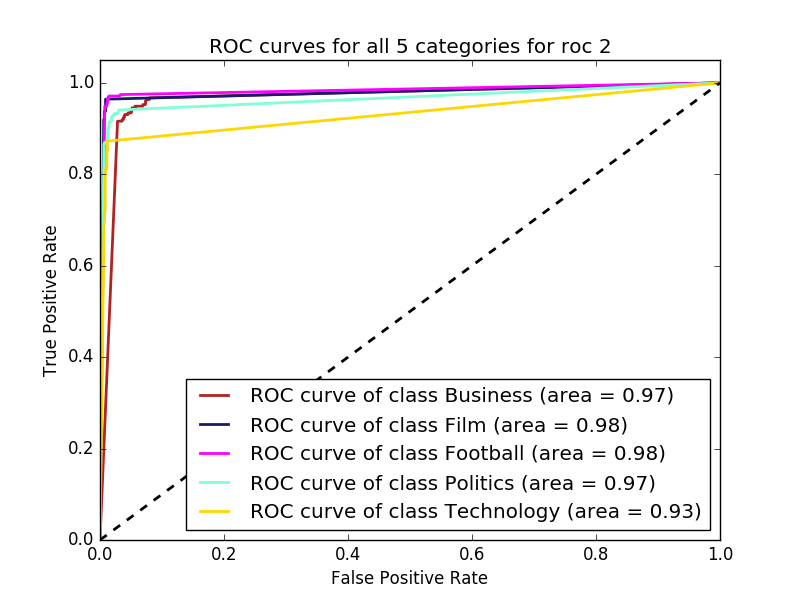 ROC curves for all 5 categories for roc 2
1.0
0.8
0.6
0.4
0.2
0.0
True Positive Rate
ROC curve of class Business (area = 0.97)
ROC curve of class Film (area = 0.98)
ROC curve of class Football (area = 0.98)
ROC curve of class Politics (area = 0.97)
ROC curve of class Technology (area = 0.93)
0.0 0.2 0.4 0.6 0.8 1.0
False Positive Rate